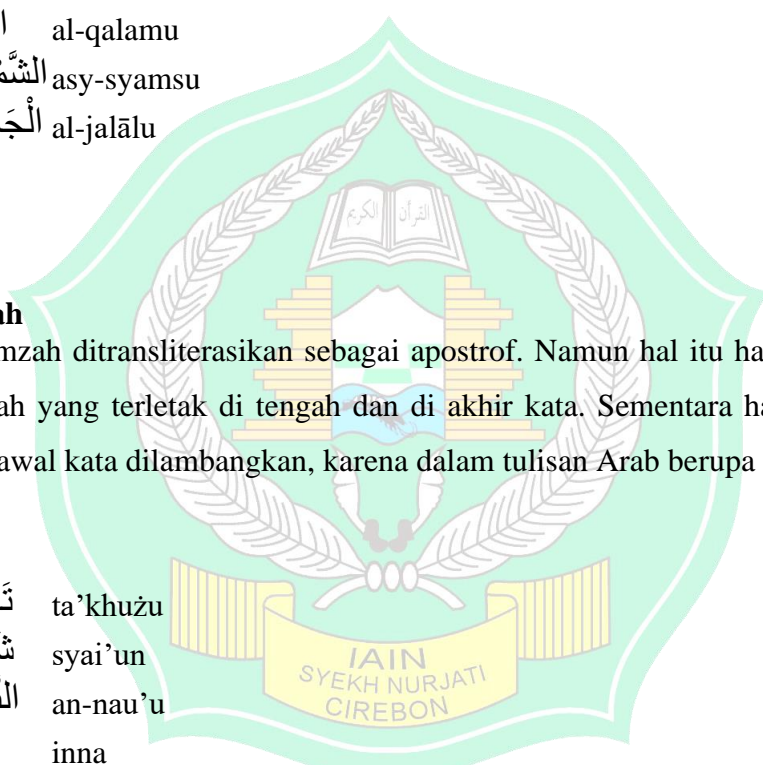 al-qalamu
asy-syamsu
al-jalālu
القرآن الكريم
ah
mzah ditransliterasikan sebagai apostrof. Namun hal itu ha
ah yang terletak di tengah dan di akhir kata. Sementara ha
awal kata dilambangkan, karena dalam tulisan Arab berupa
ta’khużu
syai’un
an-nau’u
inna
IAIN
SYEKH NURJATI
CIREBON